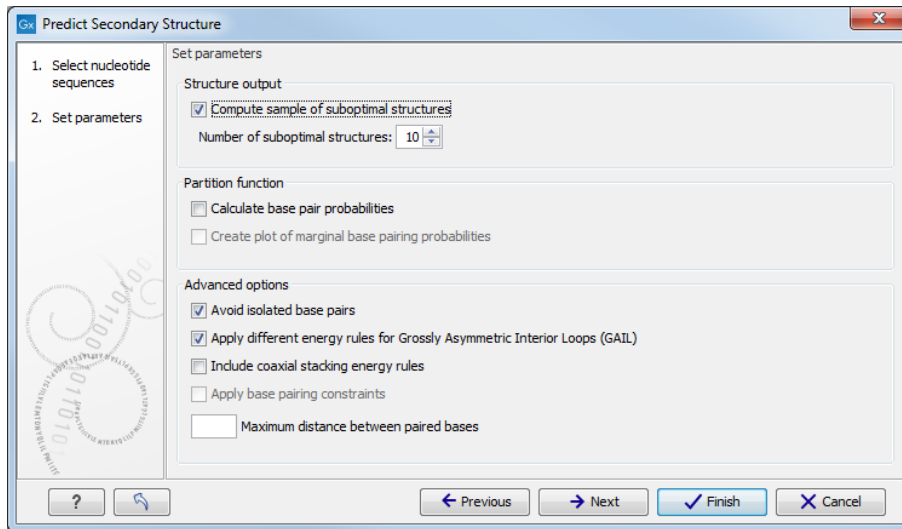 Gx Predict Secondary Structure
Set parameters
1. Select nucleotide
sequences
2. Set parameters
Structure output
Compute sample of suboptimal structures
Number of suboptimal structures: 10
Partition function
Calculate base pair probabilities
Create plot of marginal base pairing probabilities
Advanced options
Avoid isolated base pairs
Apply different energy rules for Grossly Asymmetric Interior Loops (GAIL)
Include coaxial stacking energy rules
Apply base pairing constraints
Maximum distance between paired bases
? Previous Next Finish Cancel